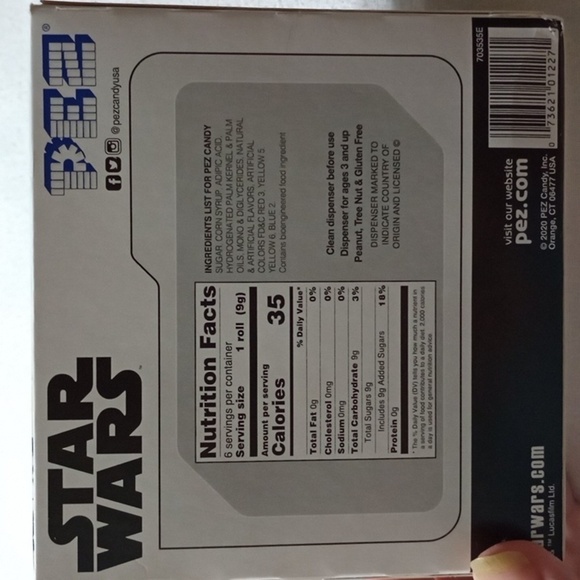 STAR
WARS
PEZ®
@pezcandyusa
Nutrition Facts
6 servings per container
Serving size 1 roll (9g)
Amount per serving
Calories 35
% Daily Value*
Total Fat 0g 0%
Cholesterol 0mg 0%
Sodium 0mg 0%
Total Carbohydrate 9g 3%
Total Sugars 9g
Includes 9g Added Sugars 18%
Protein 0g
* The % Daily Value (DV) tells you how much a nutrient in
a serving of food contributes to a daily diet. 2,000 calories
a day is used for general nutrition advice.
INGREDIENTS LIST FOR PEZ CANDY
SUGAR, CORN SYRUP, ADIPIC ACID,
HYDROGENATED PALM KERNEL & PALM
OILS, MONO & DIGLYCERIDES, NATURAL
& ARTIFICIAL FLAVORS, ARTIFICIAL
COLORS FD&C RED 3, YELLOW 5,
YELLOW 6, BLUE 2.
Contains bioengineered food ingredient
Clean dispenser before use
Dispenser for ages 3 and up
Peanut, Tree Nut & Gluten Free
DISPENSER MARKED TO
INDICATE COUNTRY OF
ORIGIN AND LICENSED ©
rwars.com
™ Lucasfilm Ltd.
visit our website
pez.com
© 2020 PEZ Candy, Inc.
Orange, CT 06477 USA
703535E
0 73621 01227